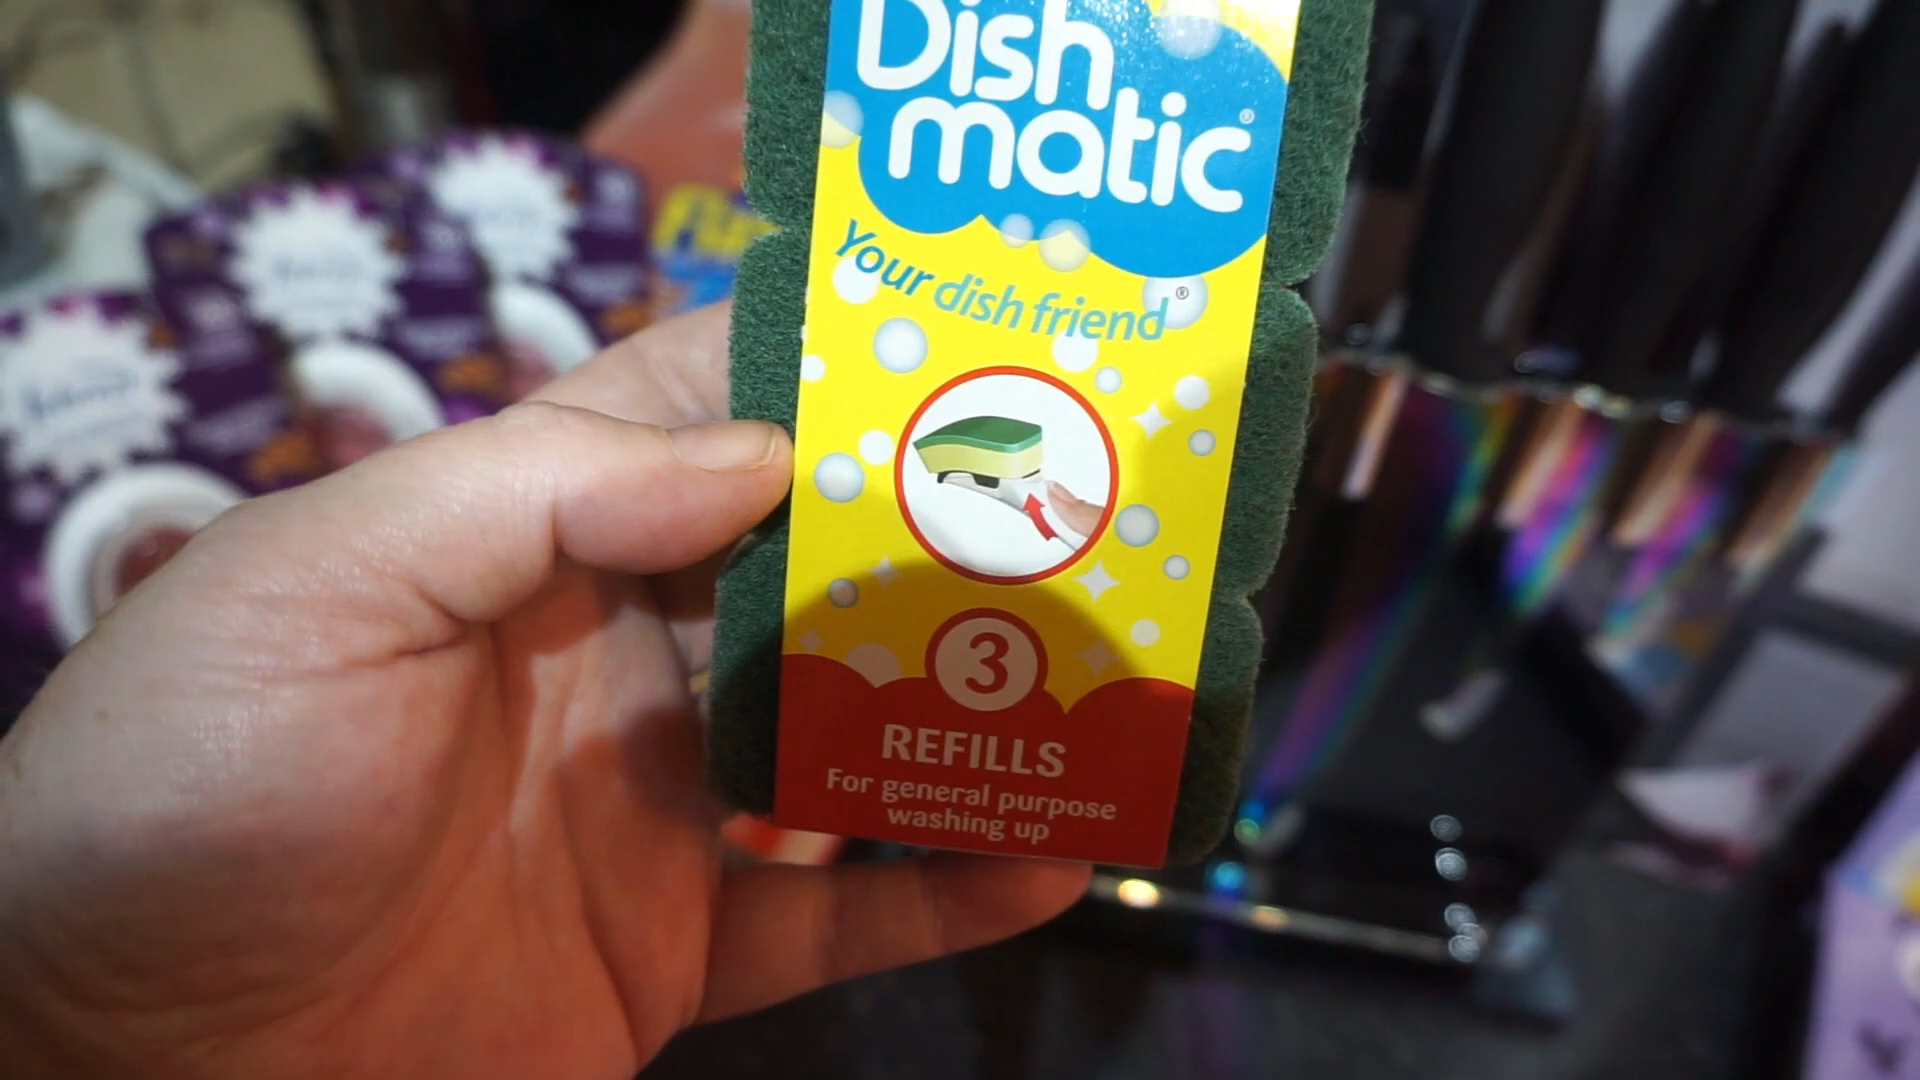 Dish
matic®
Your dish friend®
3
REFILLS
For general purpose
washing up